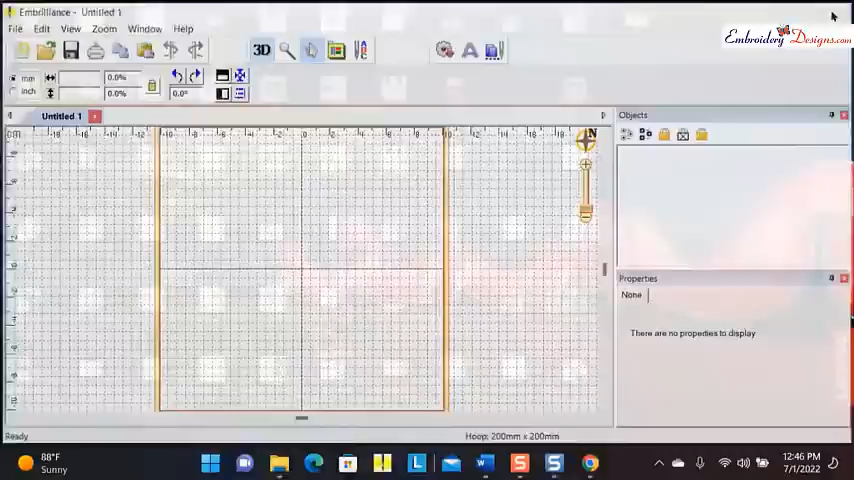 Embrilliance - Untitled 1
File Edit View Zoom Window Help
Embroidery Designs.com
3D
mm 0.0%
inch 0.0% 0.0°
Untitled 1
Objects
N
Properties
None
There are no properties to display
Ready Hoop: 200mm x 200mm
88°F
Sunny
12:46 PM
7/1/2022